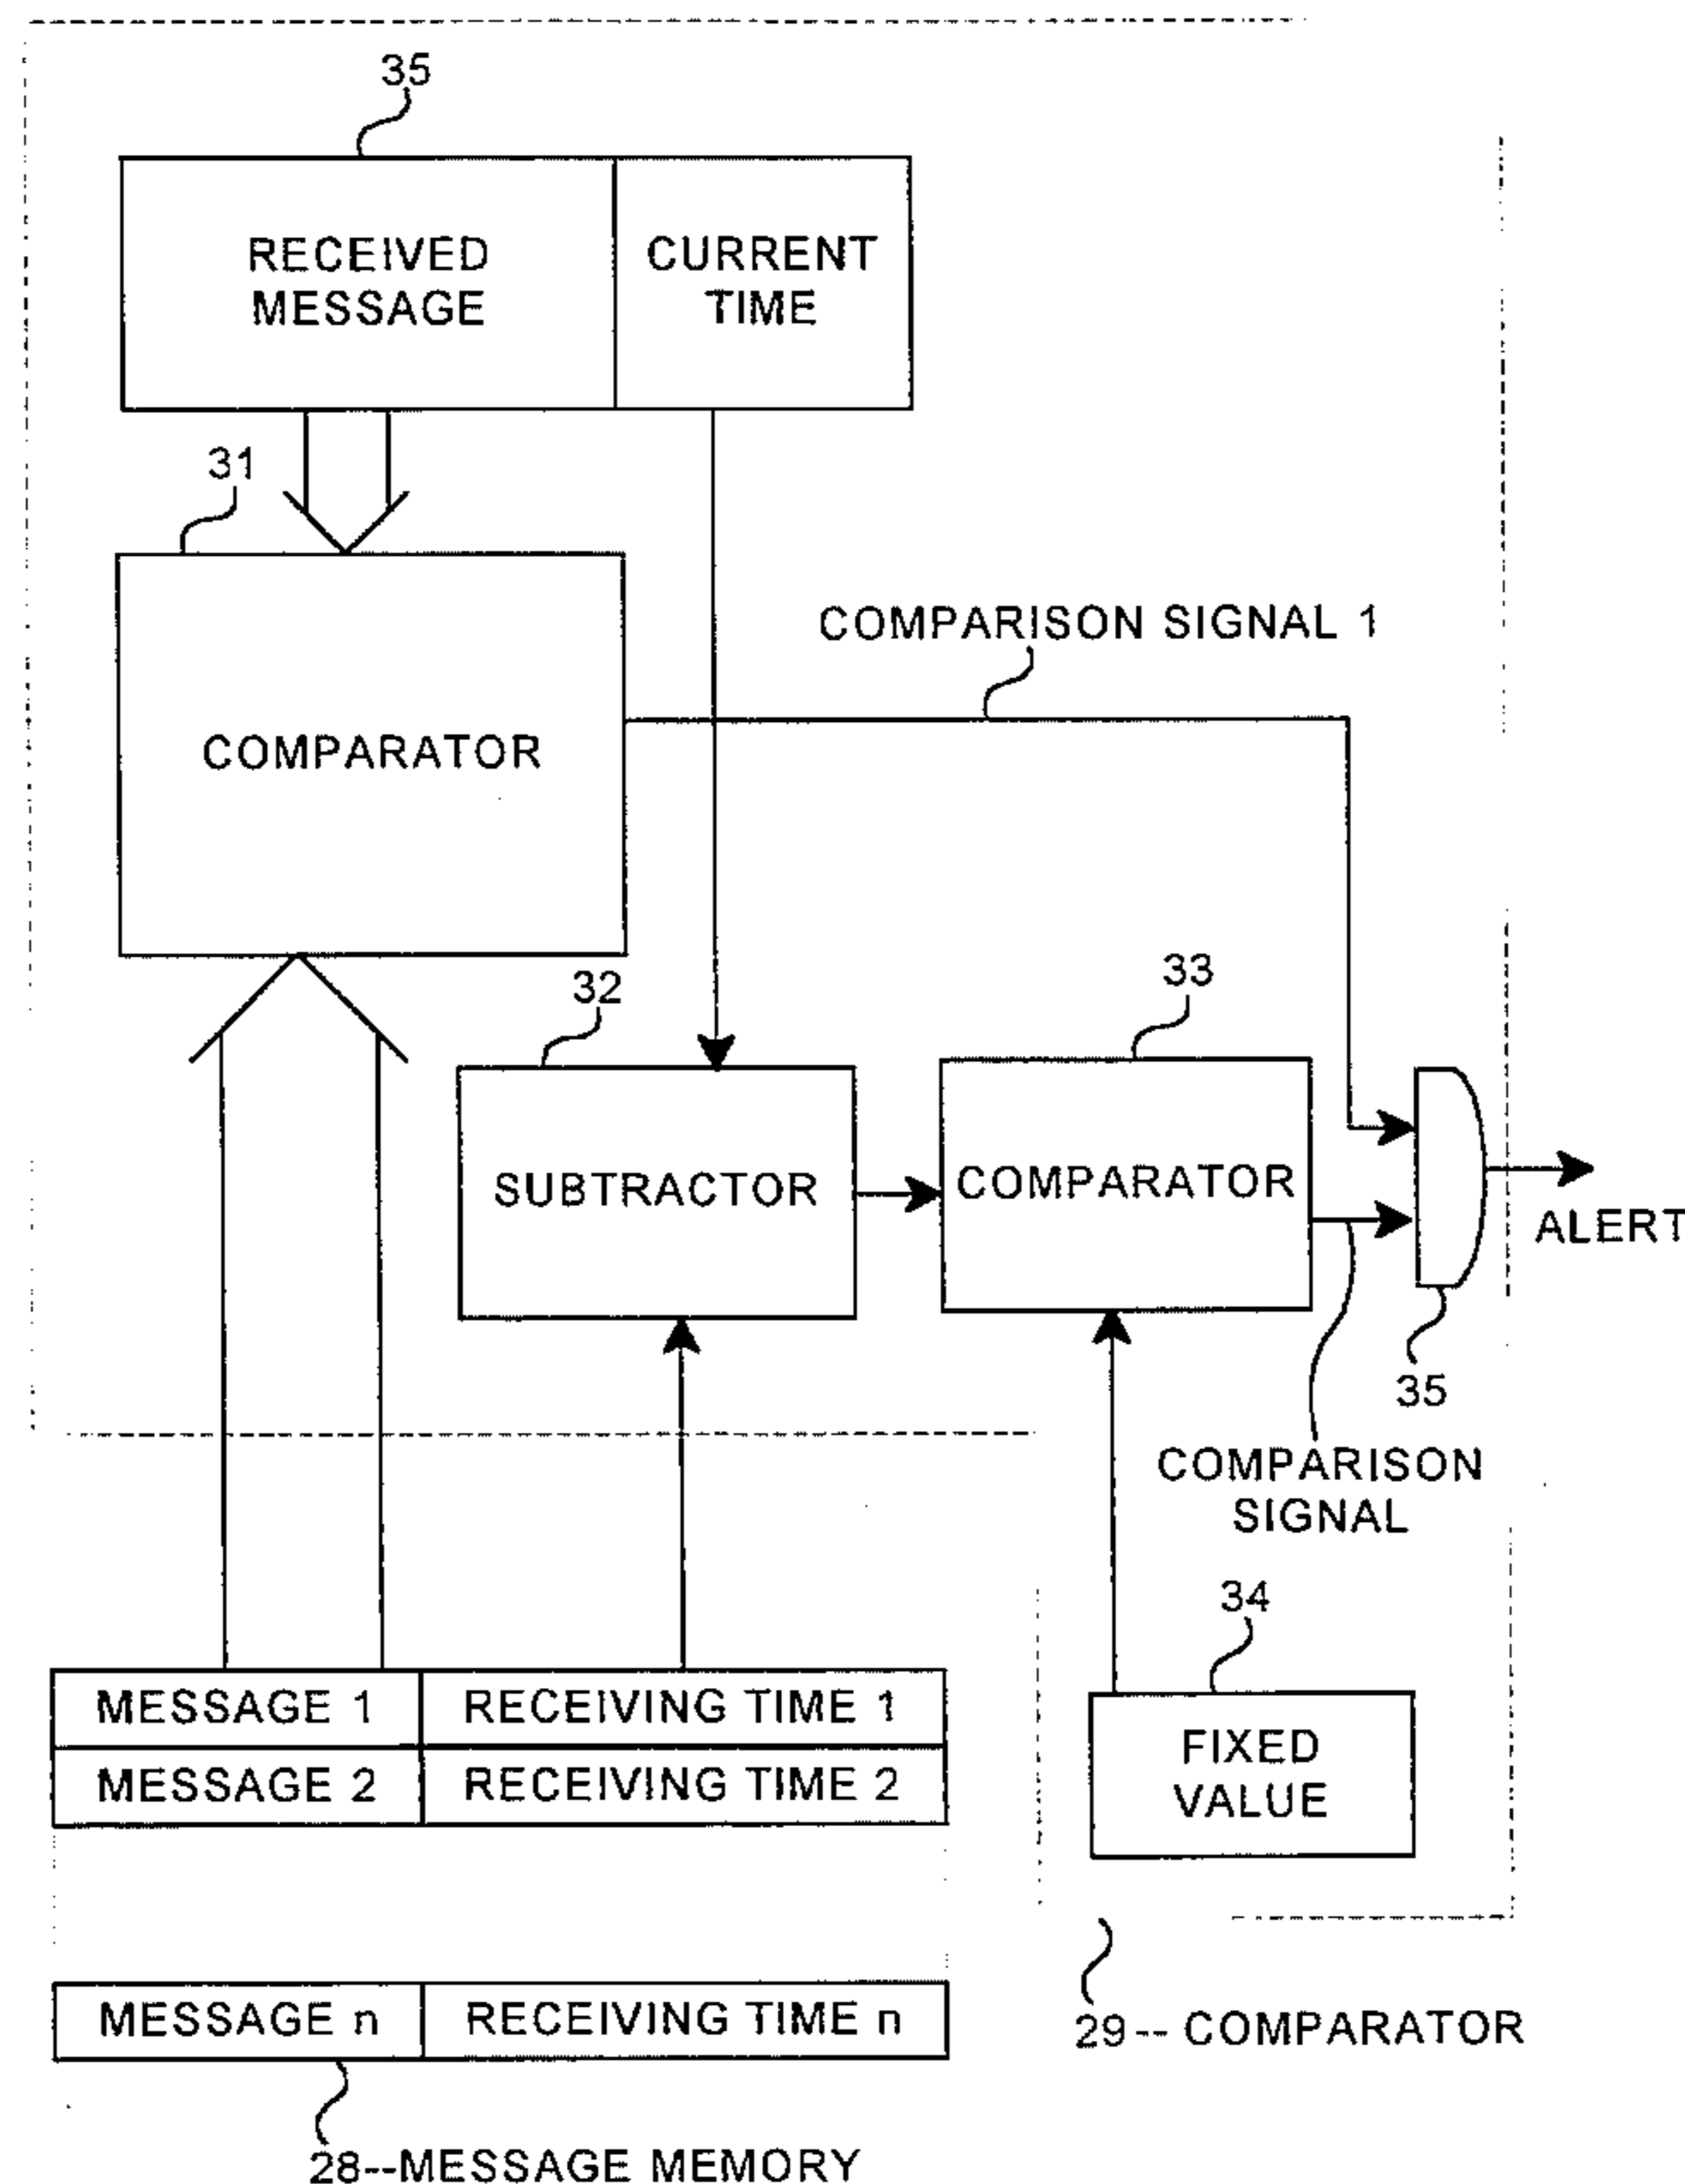 35
RECEIVED
MESSAGE
CURRENT
TIME
31
COMPARATOR
COMPARISON SIGNAL 1
32
SUBTRACTOR
33
COMPARATOR
ALERT
35
COMPARISON
SIGNAL
34
FIXED
VALUE
MESSAGE 1
RECEIVING TIME 1
MESSAGE 2
RECEIVING TIME 2
MESSAGE n
RECEIVING TIME n
29-- COMPARATOR
28--MESSAGE MEMORY